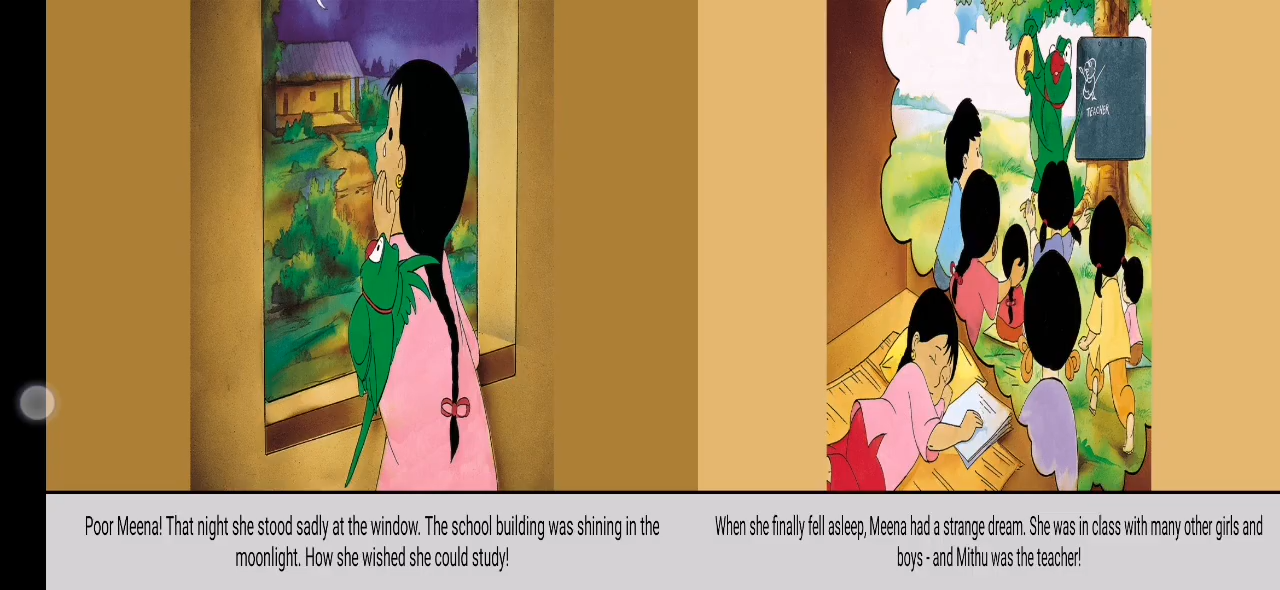 TEACHER
Poor Meena! That night she stood sadly at the window. The school building was shining in the
moonlight. How she wished she could study!
When she finally fell asleep, Meena had a strange dream. She was in class with many other girls and
boys - and Mithu was the teacher!